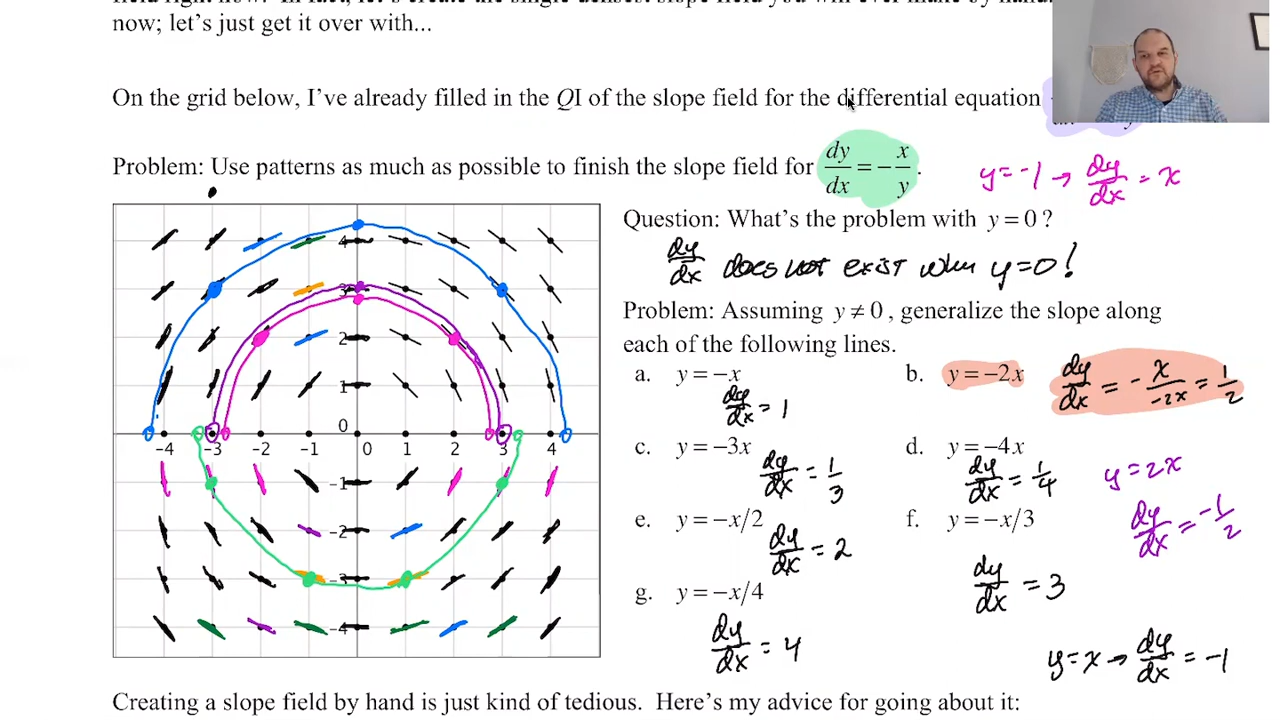 now; let's just get it over with...
On the grid below, I've already filled in the QI of the slope field for the differential equation
Problem: Use patterns as much as possible to finish the slope field for dy/dx = -x/y.
y=-1 → dy/dx = x
Question: What's the problem with y = 0?
dy/dx does not exist when y=0!
Problem: Assuming y ≠ 0, generalize the slope along
each of the following lines.
a. y = -x
dy/dx = 1
b. y = -2x
dy/dx = -x/-2x = 1/2
c. y = -3x
dy/dx = 1/3
d. y = -4x
dy/dx = 1/4
y=2x
dy/dx = -1/2
e. y = -x/2
dy/dx = 2
f. y = -x/3
dy/dx = 3
g. y = -x/4
dy/dx = 4
y=x → dy/dx = -1
4
3
2
1
0
-4 -3 -2 -1 0 1 2 3 4
-1
-2
-3
-4
Creating a slope field by hand is just kind of tedious. Here's my advice for going about it: